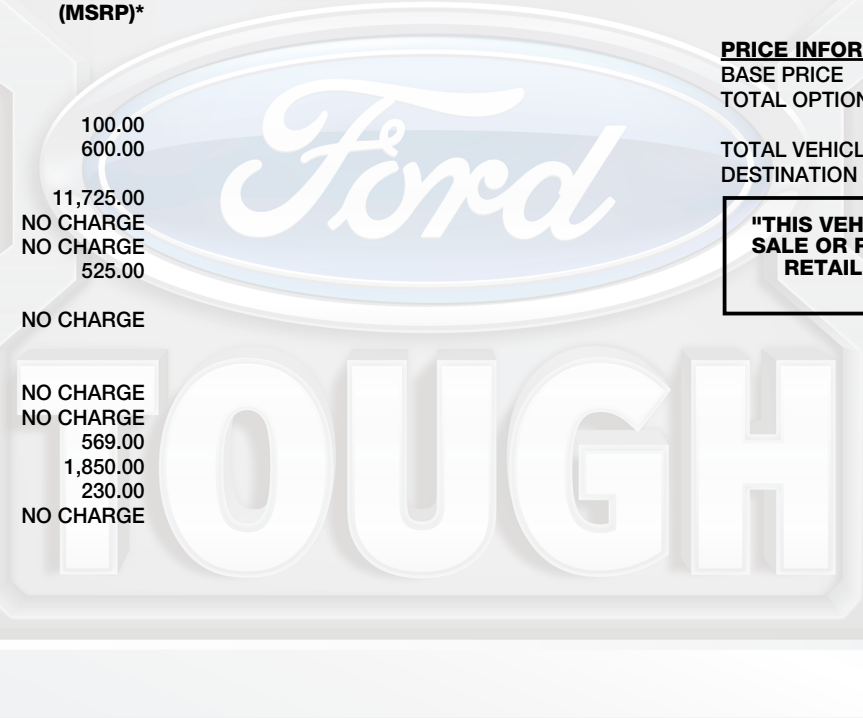 (MSRP)*
100.00
600.00
11,725.00
NO CHARGE
NO CHARGE
525.00
NO CHARGE
NO CHARGE
NO CHARGE
569.00
1,850.00
230.00
NO CHARGE
Ford
TOUGH
PRICE INFOR
BASE PRICE
TOTAL OPTION
TOTAL VEHICL
DESTINATION
"THIS VEH
SALE OR F
RETAIL